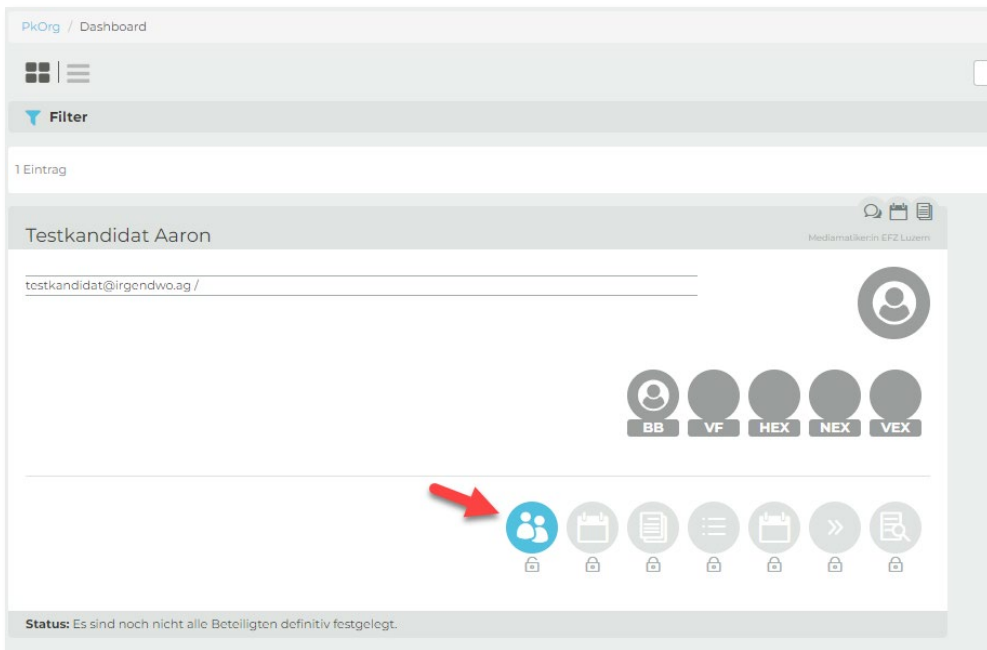 PkOrg / Dashboard
Filter
1 Eintrag
Testkandidat Aaron
Mediamatiker:in EFZ Luzern
testkandidat@irgendwo.ag /
BB VF HEX NEX VEX
Status: Es sind noch nicht alle Beteiligten definitiv festgelegt.